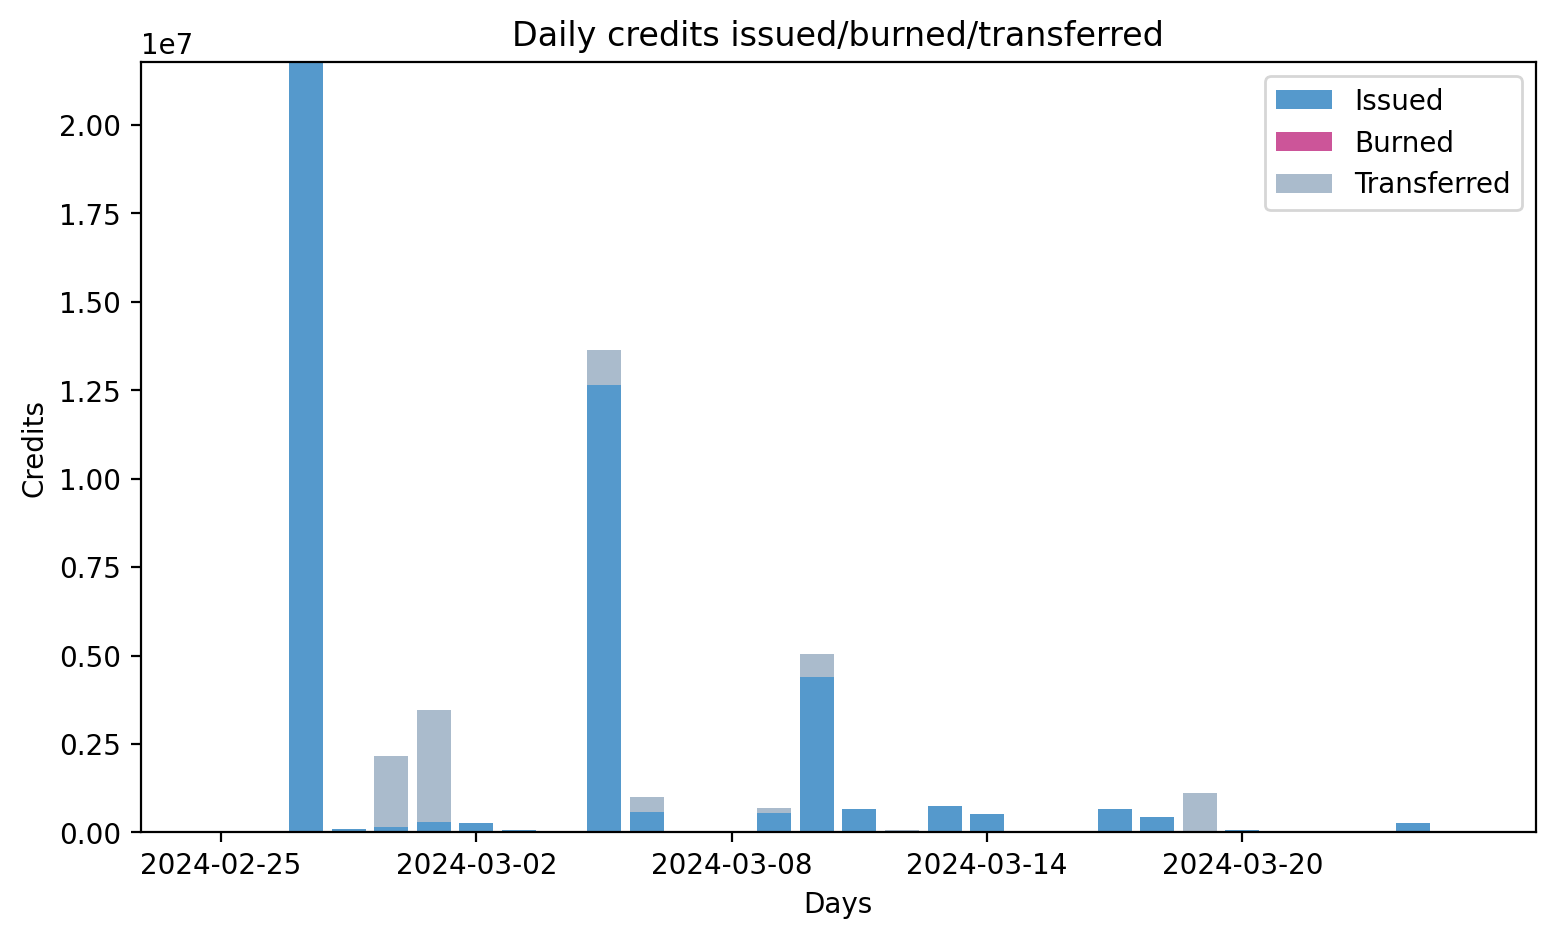 Daily credits issued/burned/transferred
1e7
Issued
Burned
Transferred
2.00
1.75
1.50
1.25
1.00
0.75
0.50
0.25
0.00
Credits
2024-02-25 2024-03-02 2024-03-08 2024-03-14 2024-03-20
Days